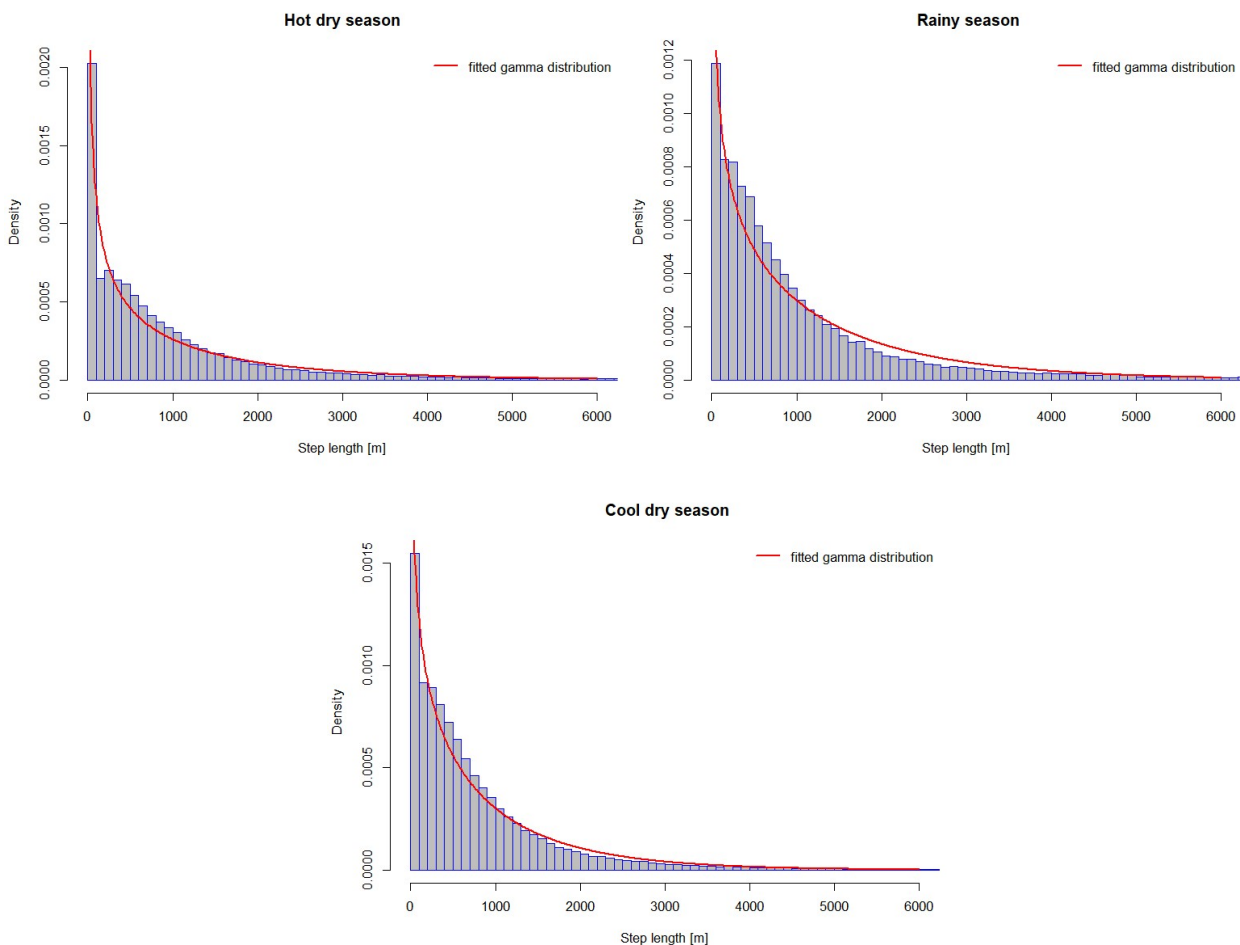 Hot dry season
fitted gamma distribution
Density
0.0020
0.0015
0.0010
0.0005
0.0000
0 1000 2000 3000 4000 5000 6000
Step length [m]
Rainy season
fitted gamma distribution
Density
0.0012
0.0010
0.0008
0.0006
0.0004
0.0002
0.0000
0 1000 2000 3000 4000 5000 6000
Step length [m]
Cool dry season
fitted gamma distribution
Density
0.0015
0.0010
0.0005
0.0000
0 1000 2000 3000 4000 5000 6000
Step length [m]